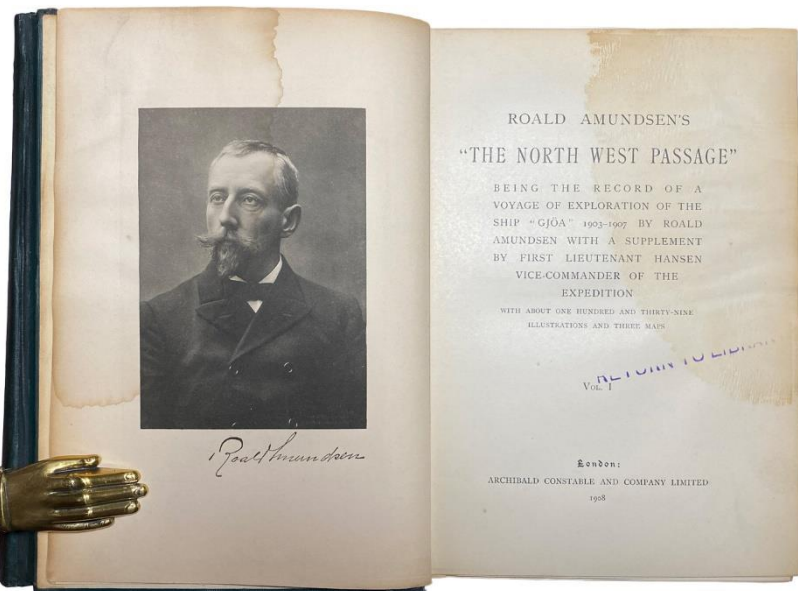 Roald Amundsen
ROALD AMUNDSEN'S
"THE NORTH WEST PASSAGE"
BEING THE RECORD OF A
VOYAGE OF EXPLORATION OF THE
SHIP "GJÖA" 1903–1907 BY ROALD
AMUNDSEN WITH A SUPPLEMENT
BY FIRST LIEUTENANT HANSEN
VICE-COMMANDER OF THE
EXPEDITION
WITH ABOUT ONE HUNDRED AND THIRTY-NINE
ILLUSTRATIONS AND THREE MAPS
RETURN TO
VOL. I
London:
ARCHIBALD CONSTABLE AND COMPANY LIMITED
1908